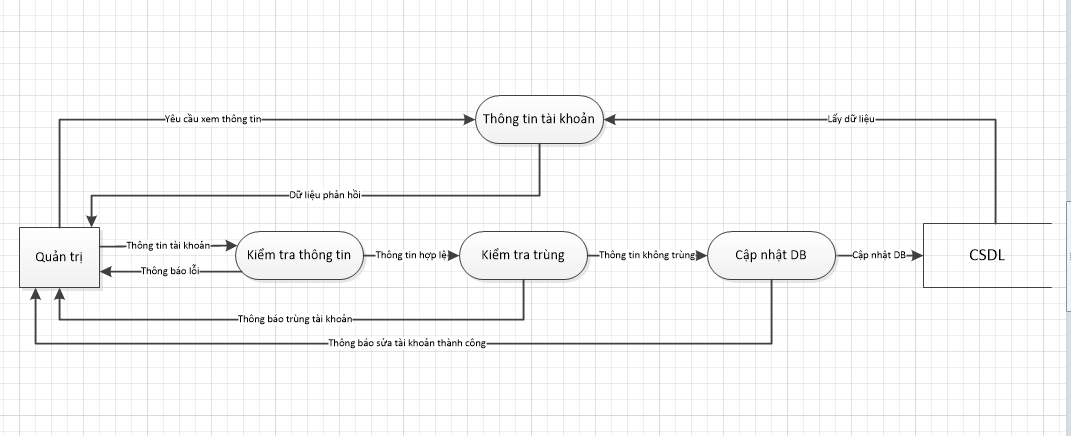 Thông tin tài khoản
Yêu cầu xem thông tin
Lấy dữ liệu
Dữ liệu phản hồi
Quản trị
Thông tin tài khoản
Thông báo lỗi
Kiểm tra thông tin
Thông tin hợp lệ
Kiểm tra trùng
Thông tin không trùng
Cập nhật DB
Cập nhật DB
CSDL
Thông báo trùng tài khoản
Thông báo sửa tài khoản thành công